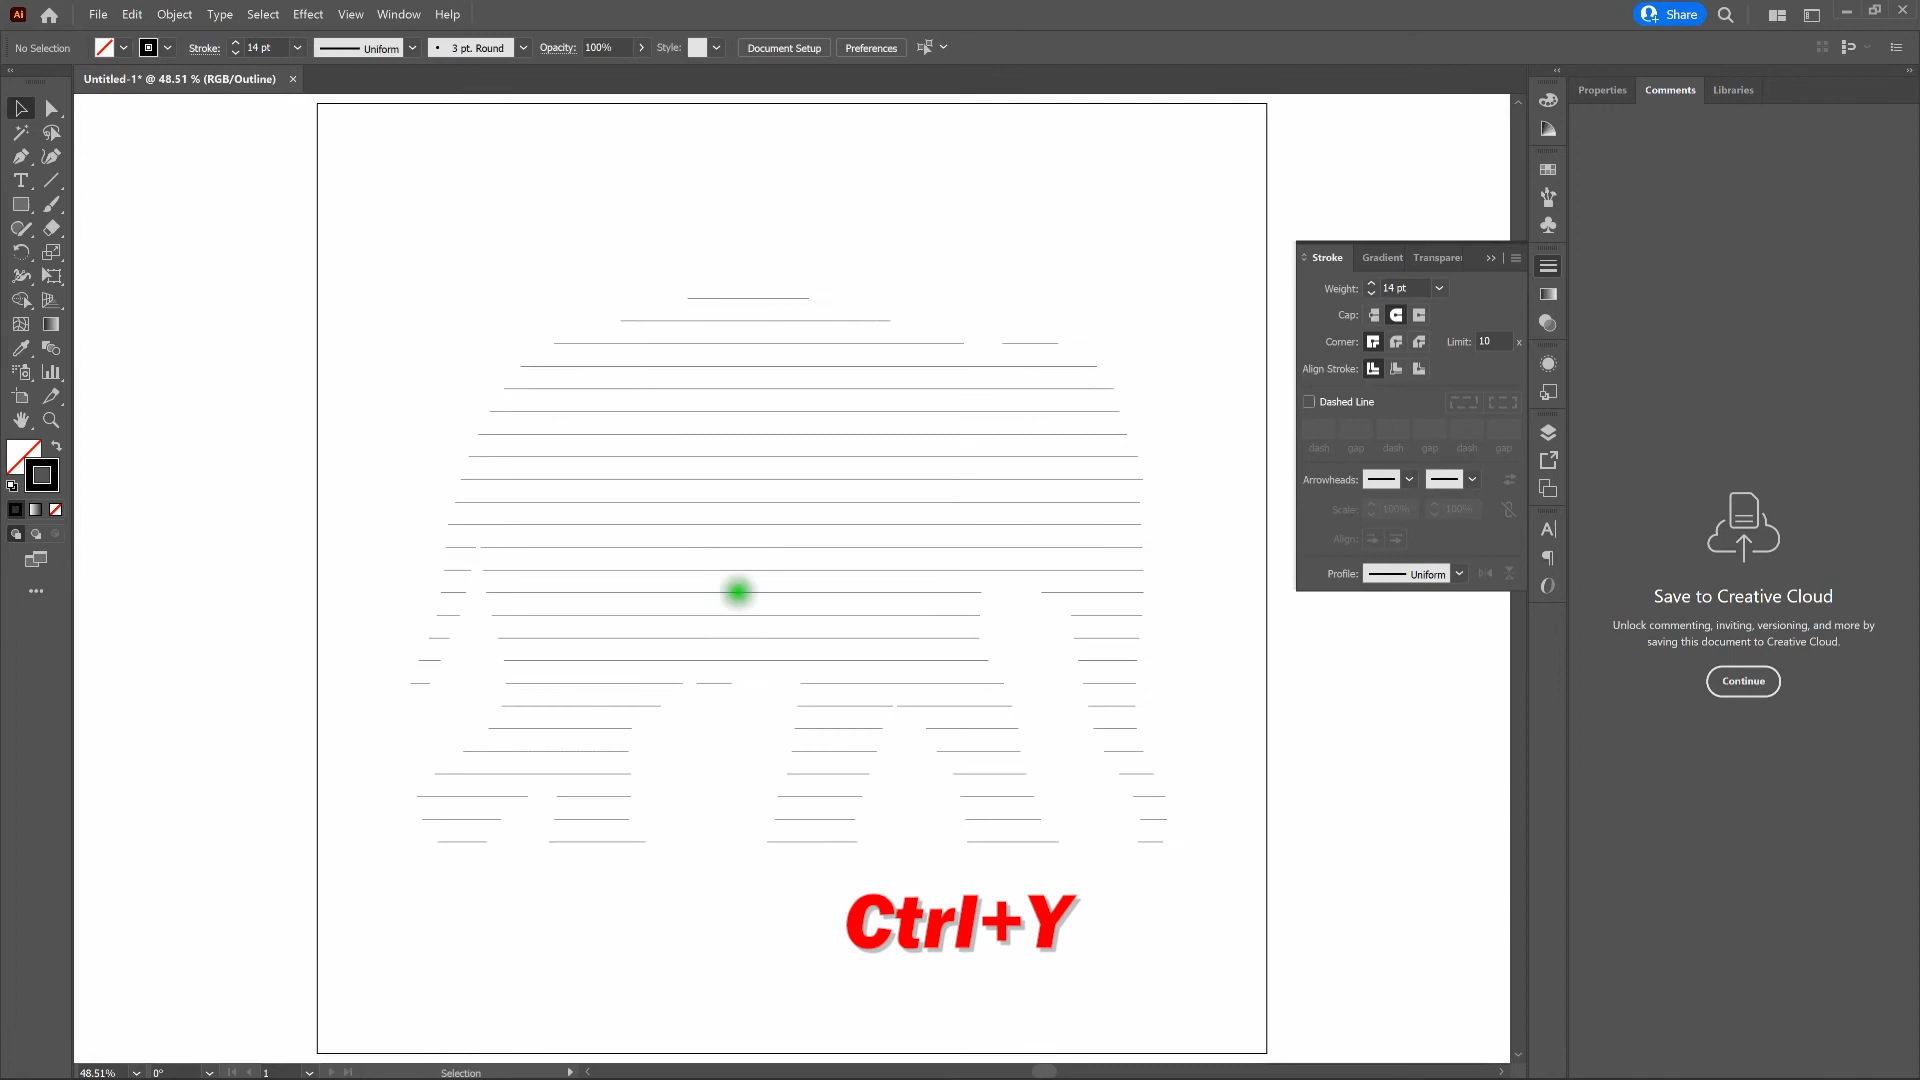 Ai
File
Edit
Object
Type
Select
Effect
View
Window
Help
Share
No Selection
Stroke:
14 pt
Uniform
3 pt. Round
Opacity:
100%
Style:
Document Setup
Preferences
Untitled-1* @ 48.51 % (RGB/Outline)
Properties
Comments
Libraries
Stroke
Gradient
Transparen
Weight:
14 pt
Cap:
Corner:
Limit:
10
x
Align Stroke:
Dashed Line
dash
gap
dash
gap
dash
gap
Arrowheads:
Scale:
100%
100%
Align:
Profile:
Uniform
Save to Creative Cloud
Unlock commenting, inviting, versioning, and more by
saving this document to Creative Cloud.
Continue
Ctrl+Y
48.51%
0°
1
Selection